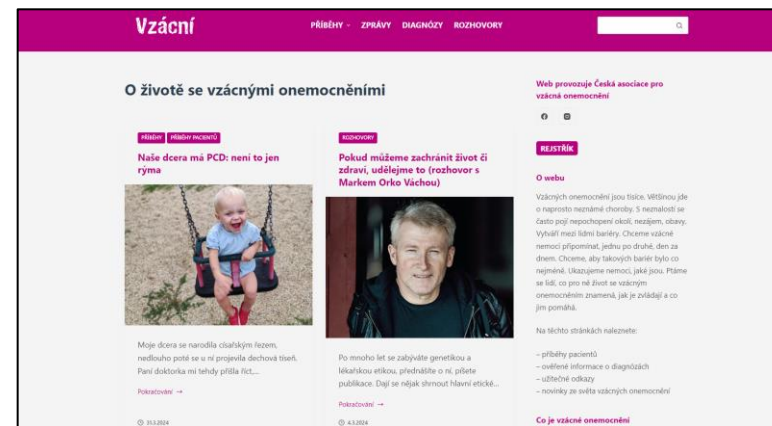 Vzácní
PŘÍBĚHY
ZPRÁVY
DIAGNÓZY
ROZHOVORY
O životě se vzácnými onemocněními
PŘÍBĚHY
PŘÍBĚHY PACIENTŮ
Naše dcera má PCD: není to jen
rýma
Moje dcera se narodila císařským řezem,
nedlouho poté se u ní projevila dechová tíseň.
Paní doktorka mi tehdy přišla říct,...
Pokračování →
31.3.2024
ROZHOVORY
Pokud můžeme zachránit život či
zdraví, udělejme to (rozhovor s
Markem Orko Váchou)
Po mnoho let se zabýváte genetikou a
lékařskou etikou, přednášíte o ní, píšete
publikace. Dají se nějak shrnout hlavní etické...
Pokračování →
4.3.2024
Web provozuje Česká asociace pro
vzácná onemocnění
REJSTŘÍK
O webu
Vzácných onemocnění jsou tisíce. Většinou jde
o naprosto neznámé choroby. S neznalostí se
často pojí nepochopení okolí, nezájem, obavy.
Vytváří mezi lidmi bariéry. Chceme vzácné
nemoci připomínat, jednu po druhé, den za
dnem. Chceme, aby takových bariér bylo co
nejméně. Ukazujeme nemoci, jaké jsou. Ptáme
se lidí, co pro ně život se vzácným
onemocněním znamená, jak je zvládají a co
jim pomáhá.
Na těchto stránkách naleznete:
– příběhy pacientů
– ověřené informace o diagnózách
– užitečné odkazy
– novinky ze světa vzácných onemocnění
Co je vzácné onemocnění